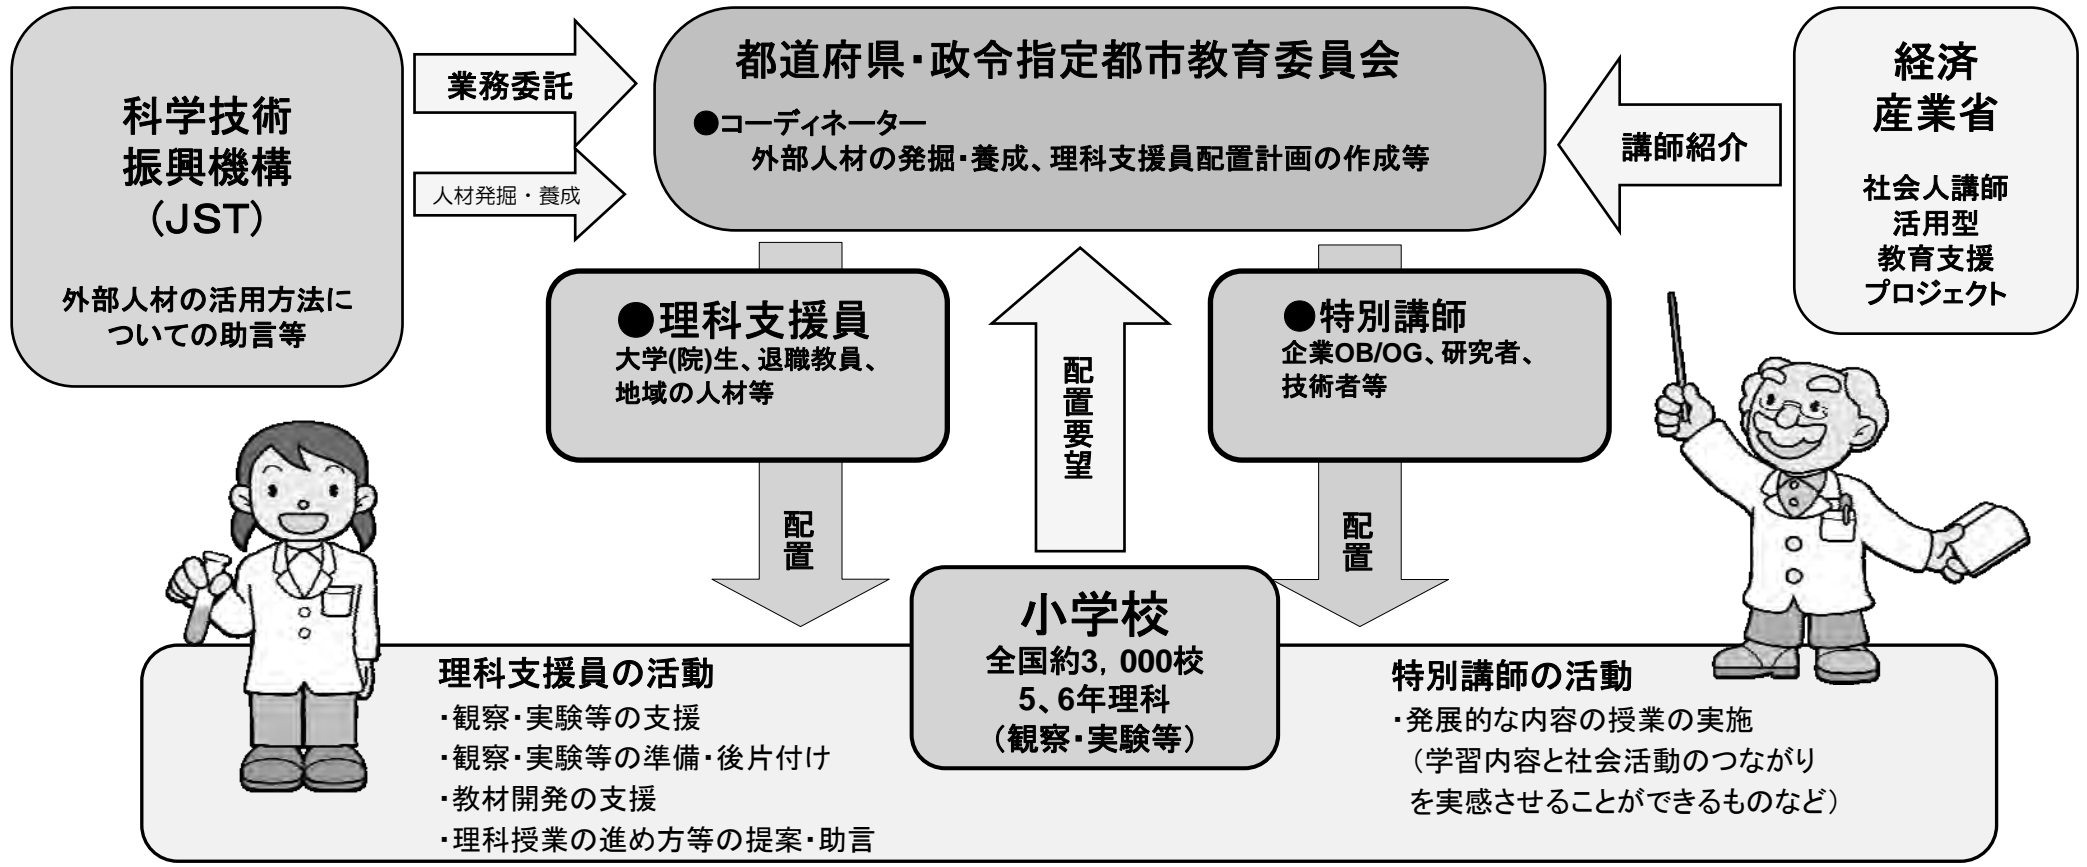 科学技術
振興機構
(JST)
外部人材の活用方法に
ついての助言等
業務委託
人材発掘・養成
都道府県・政令指定都市教育委員会
●コーディネーター
外部人材の発掘・養成、理科支援員配置計画の作成等
講師紹介
経済
産業省
社会人講師
活用型
教育支援
プロジェクト
●理科支援員
大学(院)生、退職教員、
地域の人材等
配置要望
●特別講師
企業OB/OG、研究者、
技術者等
配置
配置
小学校
全国約3，000校
5、6年理科
（観察・実験等）
理科支援員の活動
・観察・実験等の支援
・観察・実験等の準備・後片付け
・教材開発の支援
・理科授業の進め方等の提案・助言
特別講師の活動
・発展的な内容の授業の実施
（学習内容と社会活動のつながり
を実感させることができるものなど）